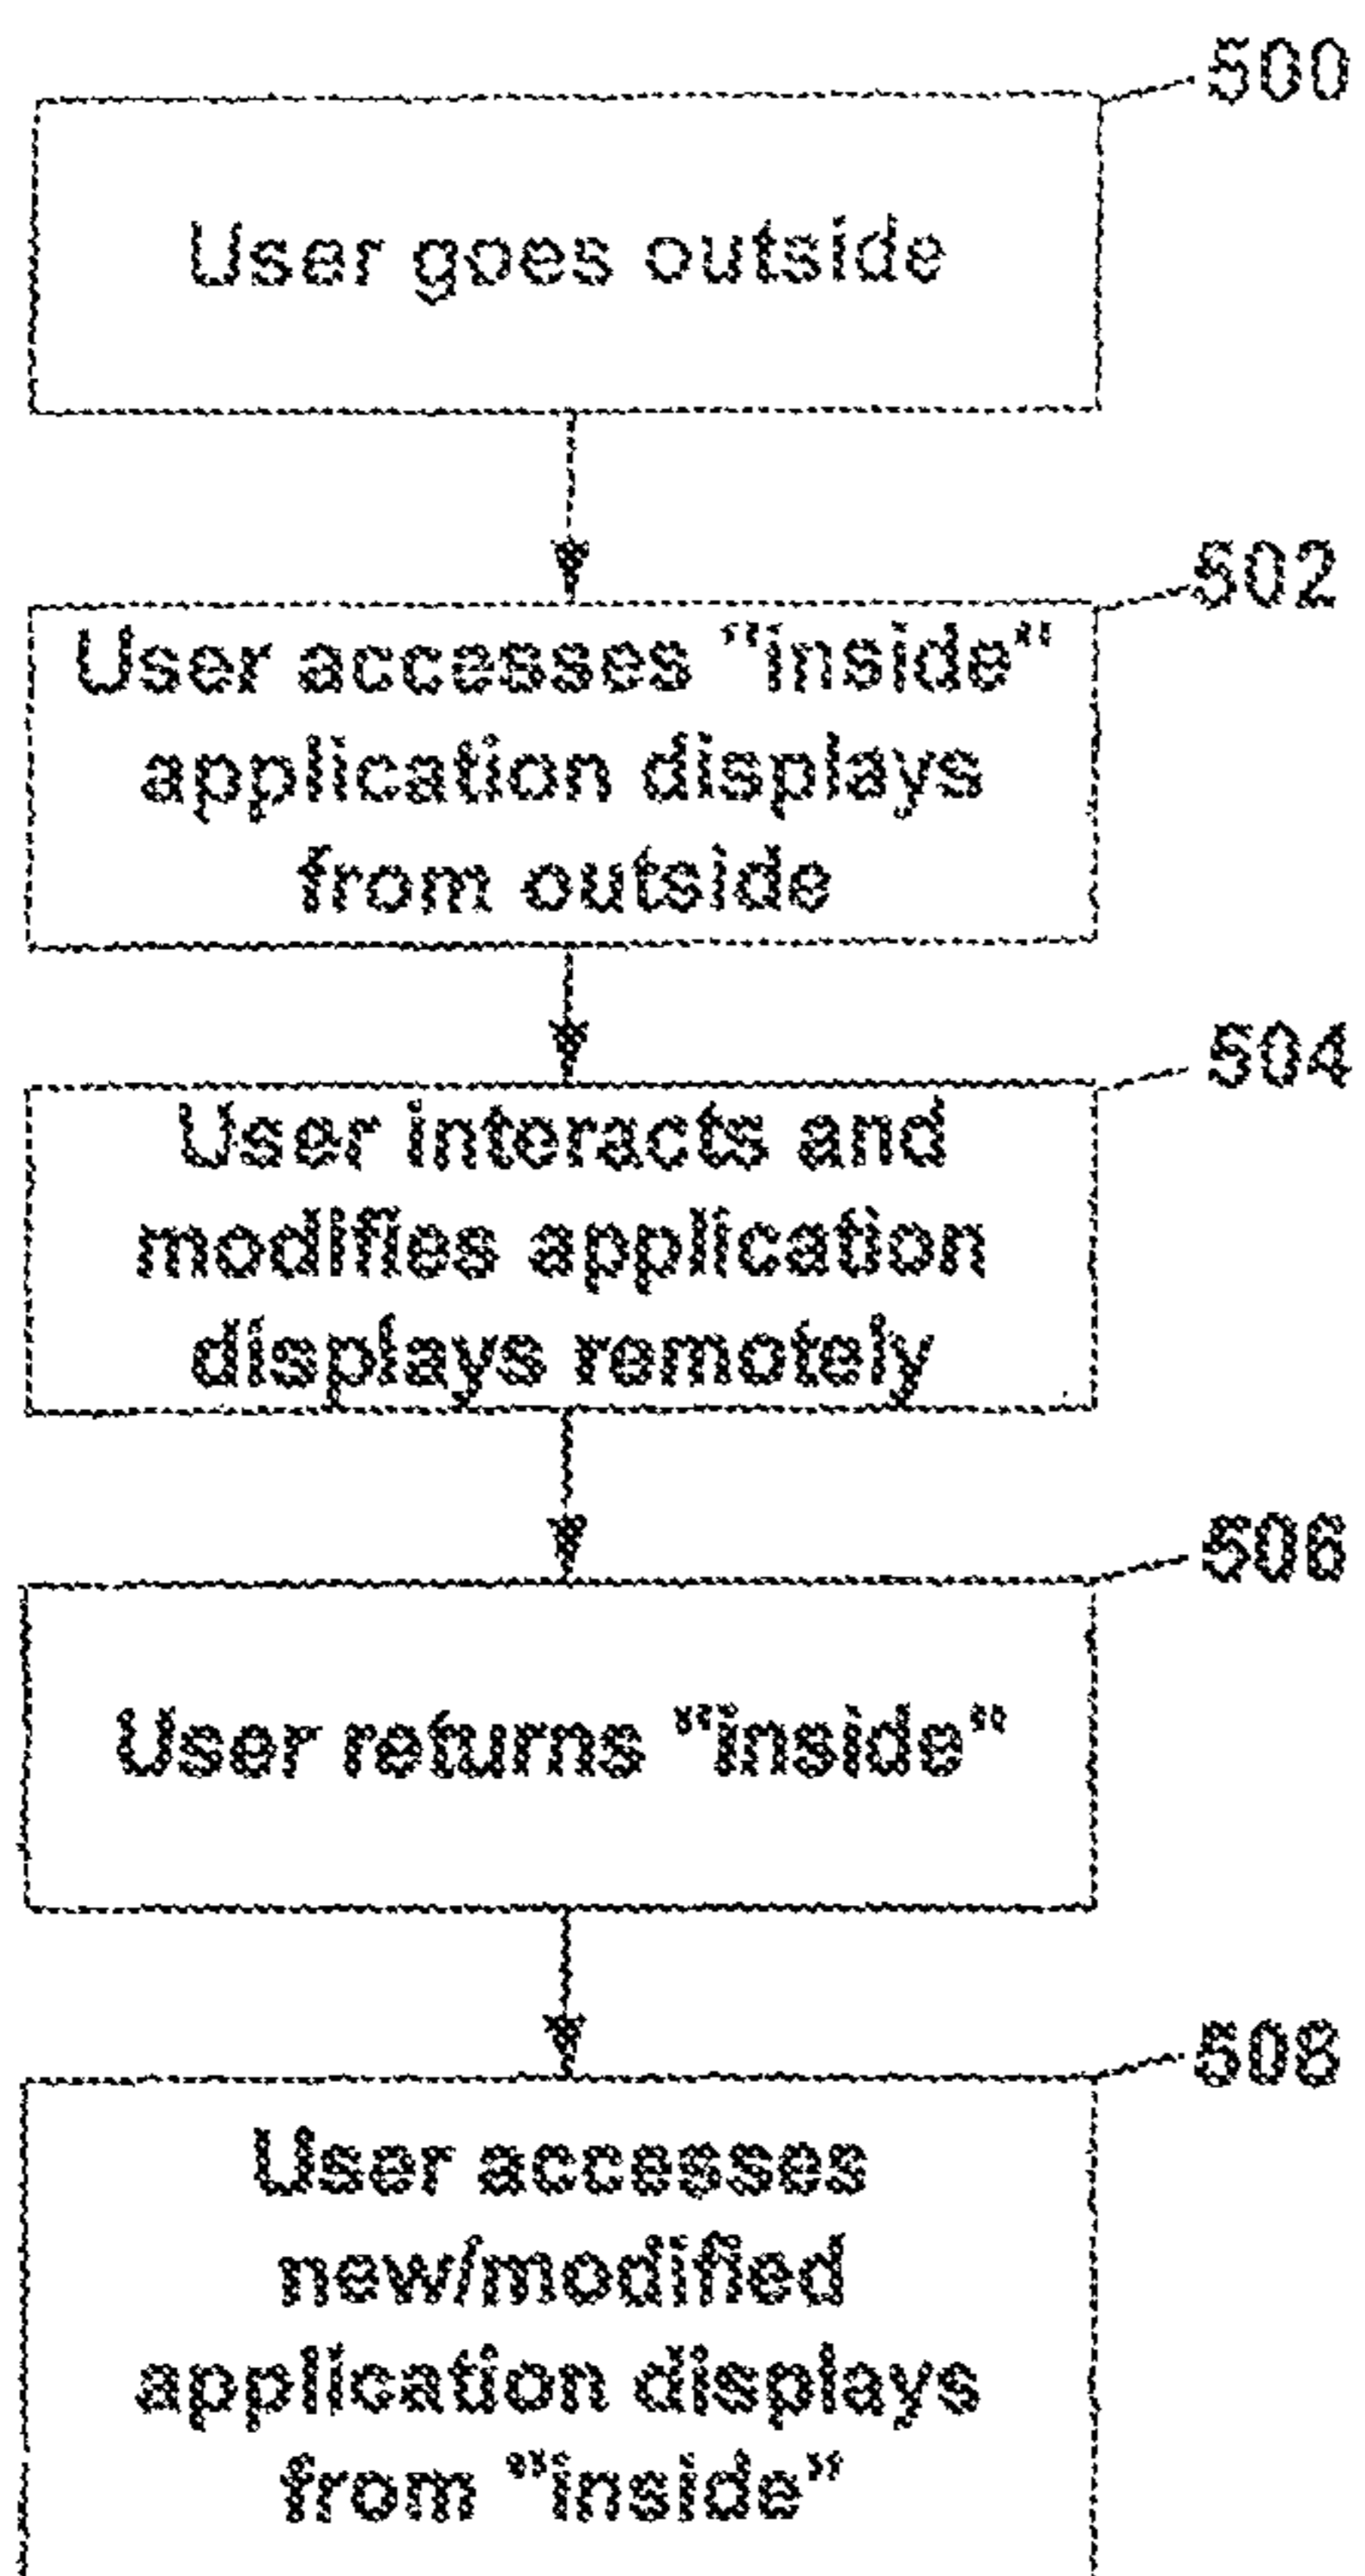 500
User goes outside
502
User accesses "inside"
application displays
from outside
504
User interacts and
modifies application
displays remotely
506
User returns "inside"
508
User accesses
new/modified
application displays
from "inside"